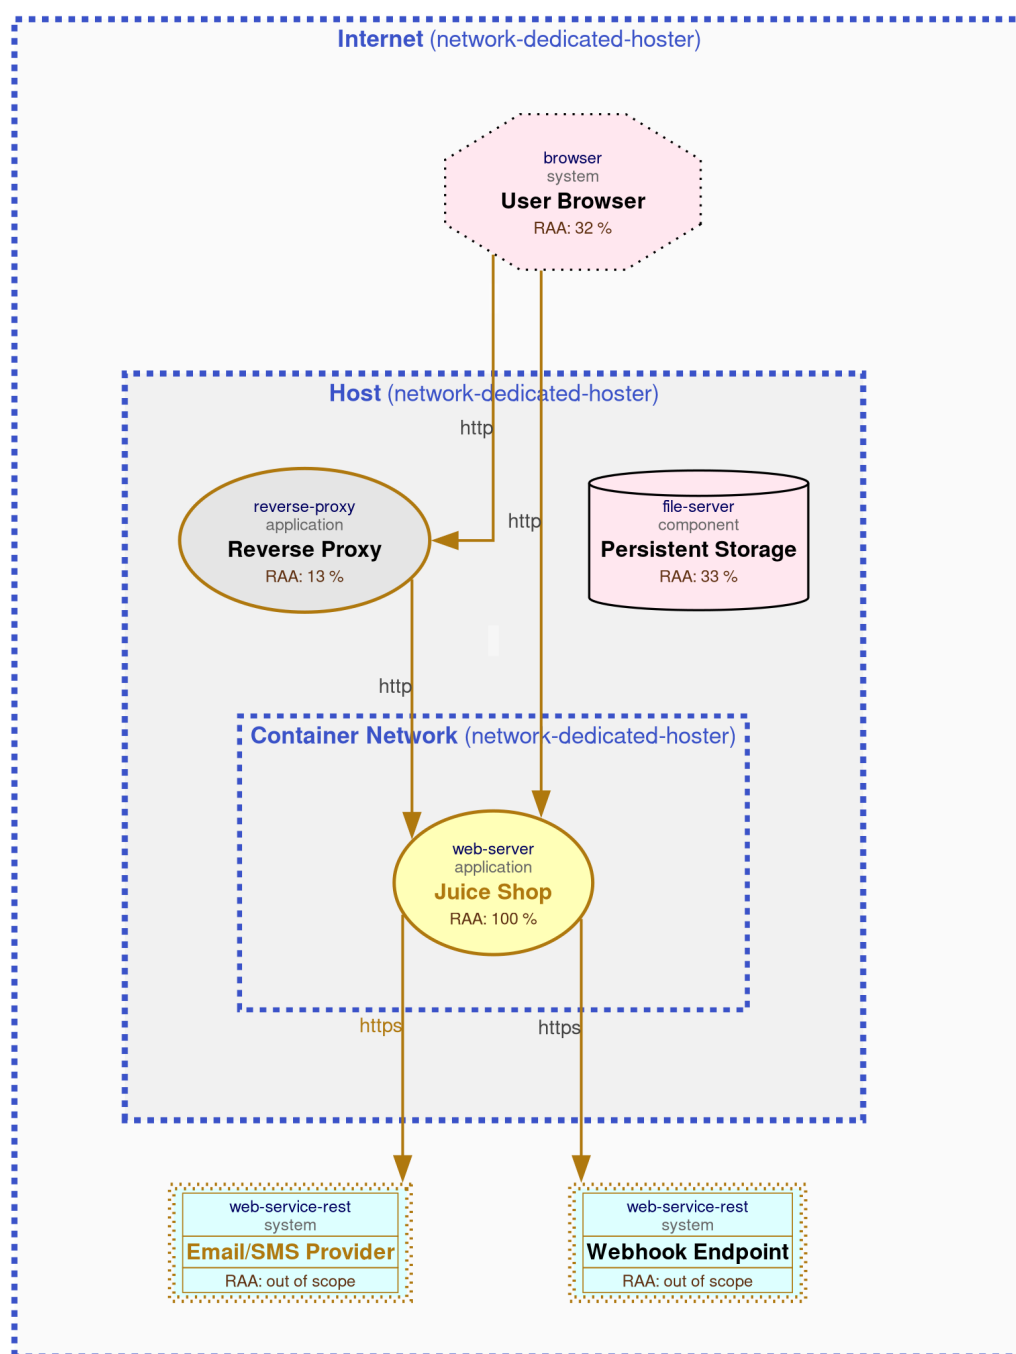 Internet (network-dedicated-hoster)
browser
system
User Browser
RAA: 32 %
Host (network-dedicated-hoster)
http
http
reverse-proxy
application
Reverse Proxy
RAA: 13 %
file-server
component
Persistent Storage
RAA: 33 %
http
Container Network (network-dedicated-hoster)
web-server
application
Juice Shop
RAA: 100 %
https
https
web-service-rest
system
Email/SMS Provider
RAA: out of scope
web-service-rest
system
Webhook Endpoint
RAA: out of scope